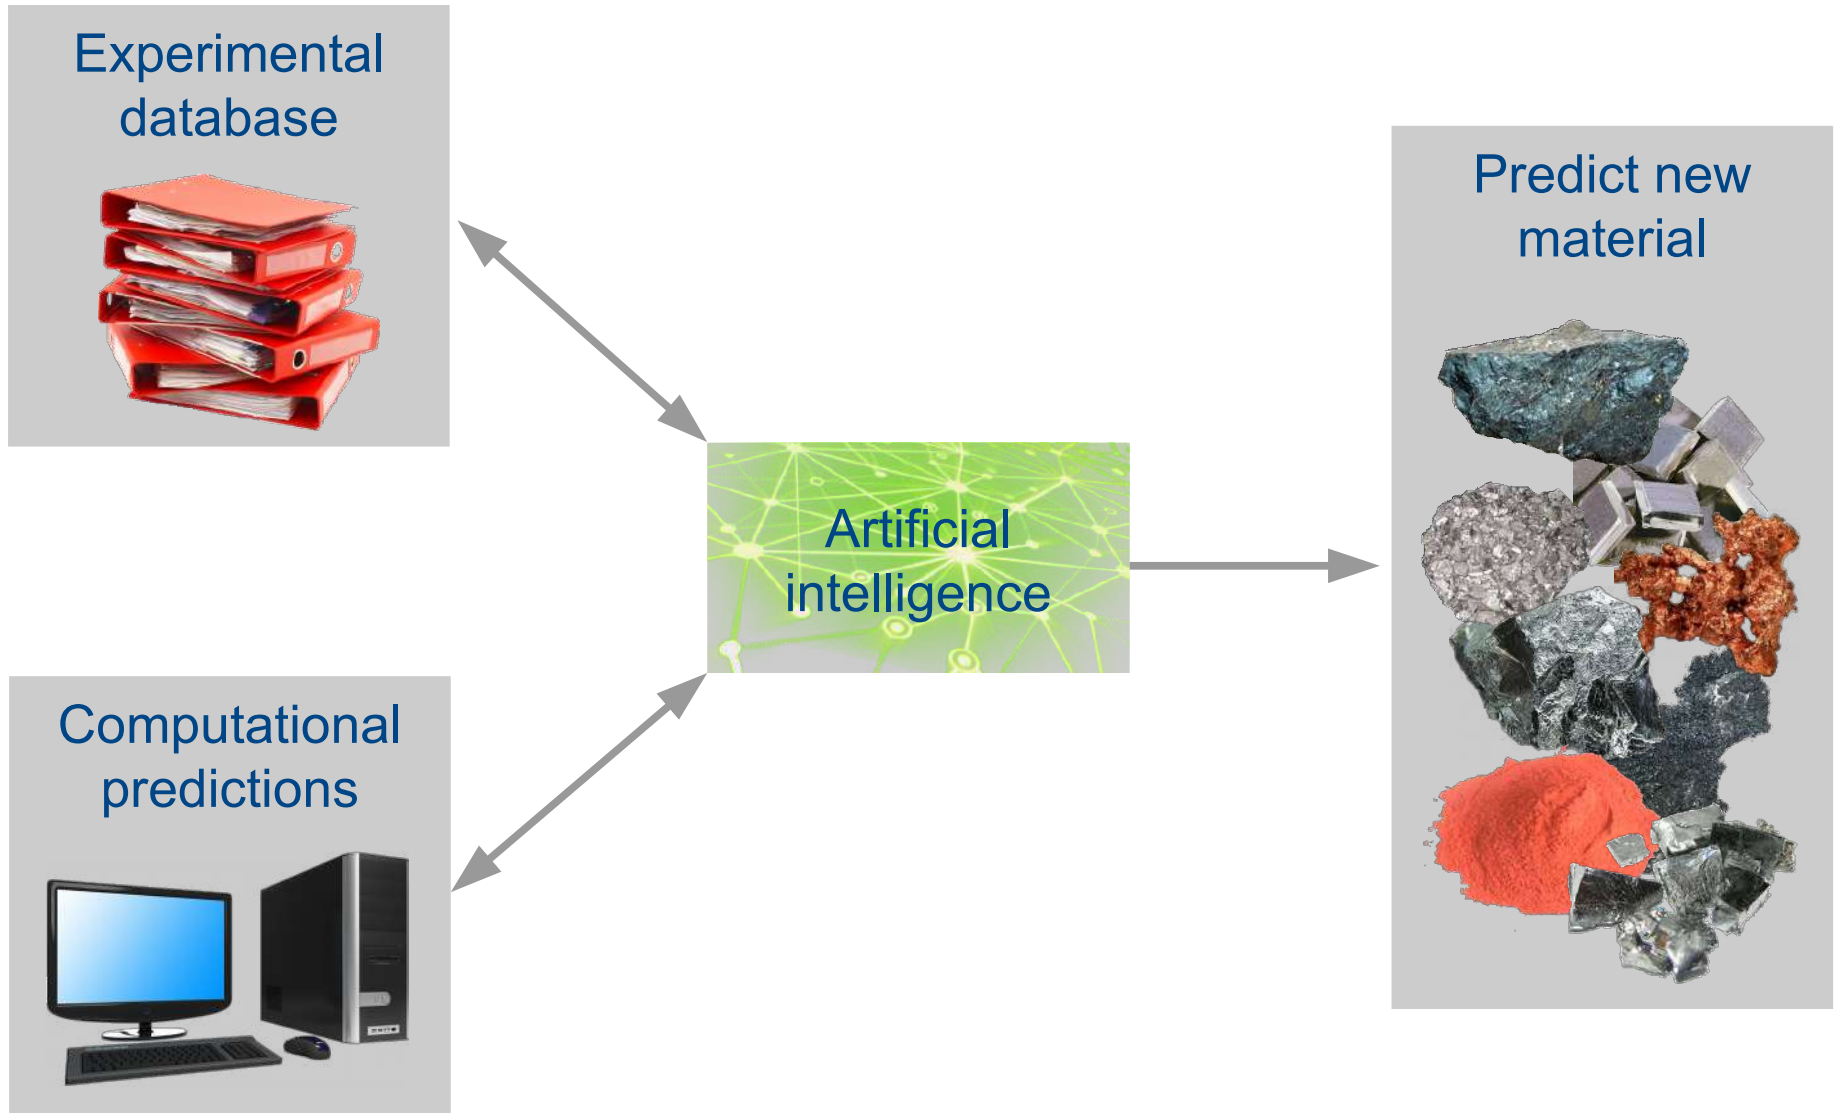 Experimental
database
Computational
predictions
Artificial
intelligence
Predict new
material